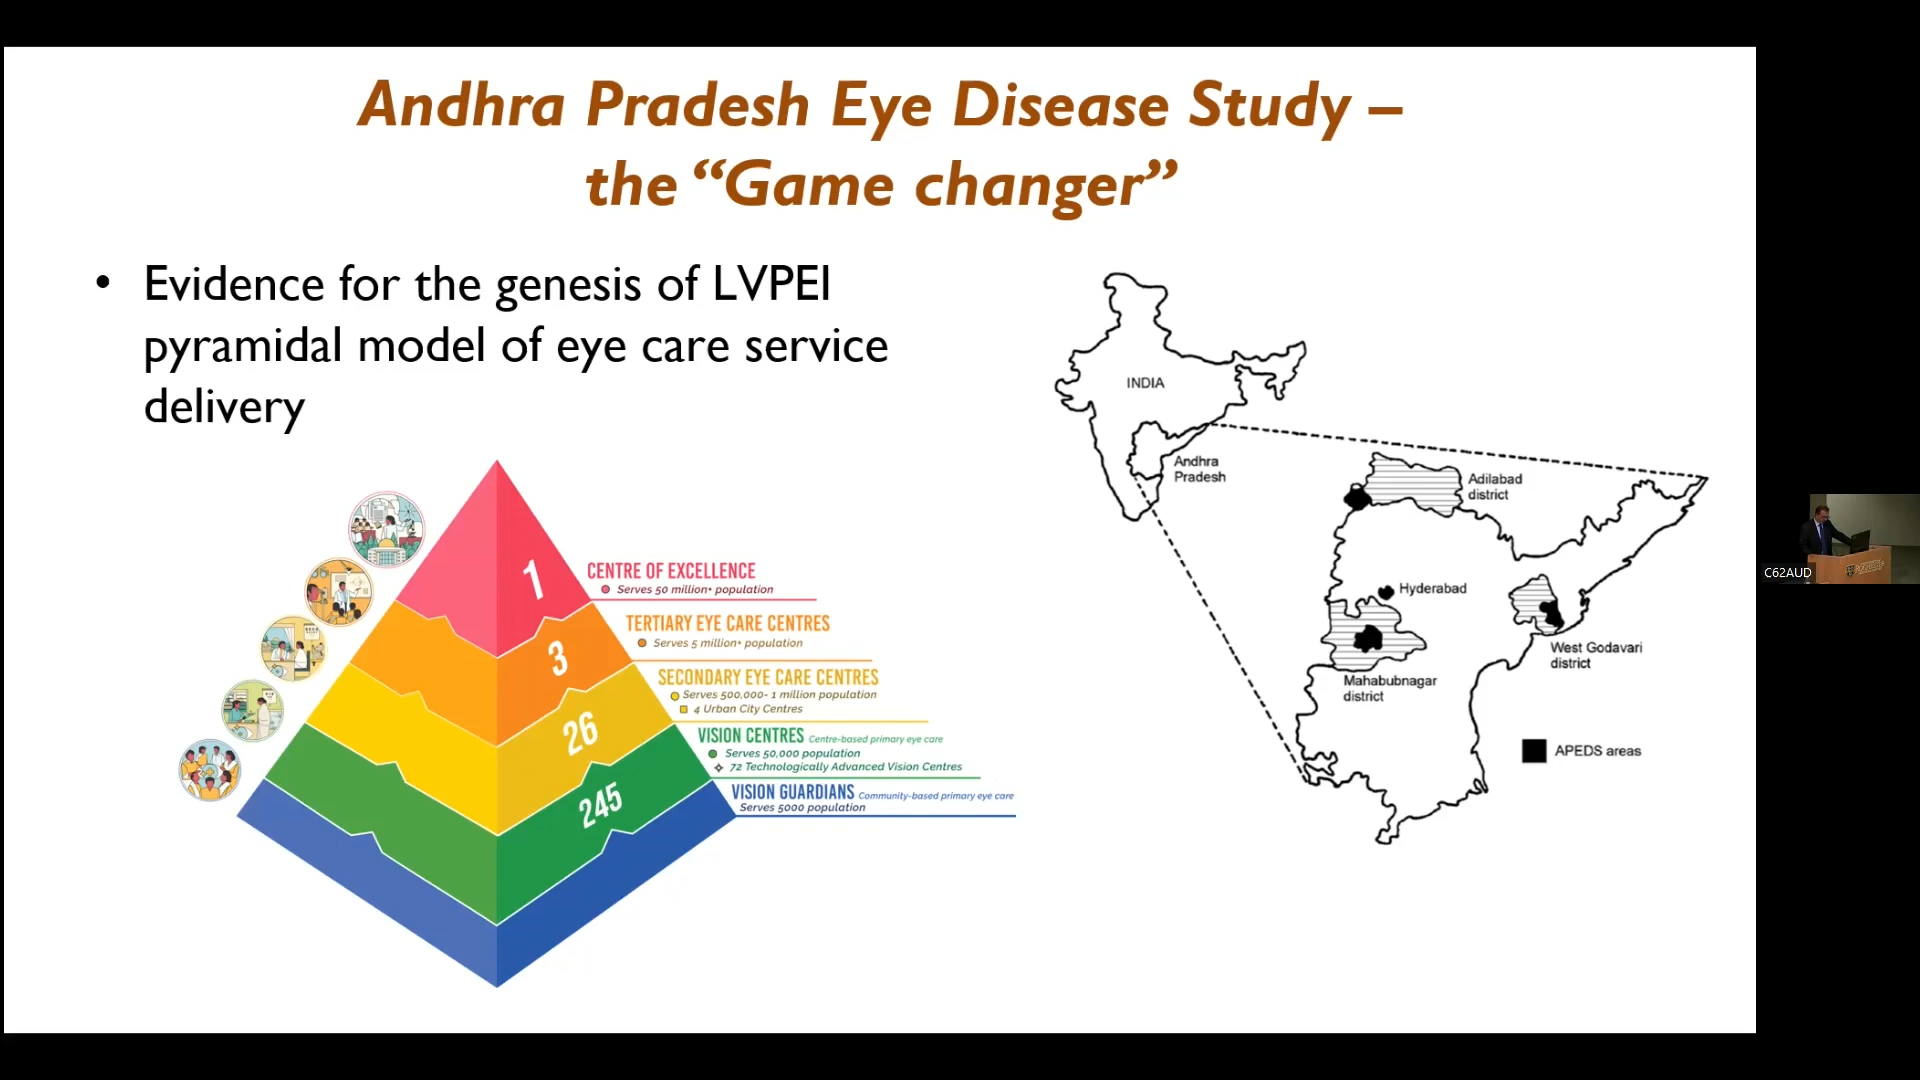 Andhra Pradesh Eye Disease Study –
the “Game changer”
• Evidence for the genesis of LVPEI
pyramidal model of eye care service
delivery
1
CENTRE OF EXCELLENCE
Serves 50 million+ population
3
TERTIARY EYE CARE CENTRES
Serves 5 million+ population
26
SECONDARY EYE CARE CENTRES
Serves 500,000- 1 million population
4 Urban City Centres
245
VISION CENTRES Centre-based primary eye care
Serves 50,000 population
72 Technologically Advanced Vision Centres
VISION GUARDIANS Community-based primary eye care
Serves 5000 population
INDIA
Andhra
Pradesh
Adilabad
district
Hyderabad
West Godavari
district
Mahabubnagar
district
APEDS areas
C62AUD